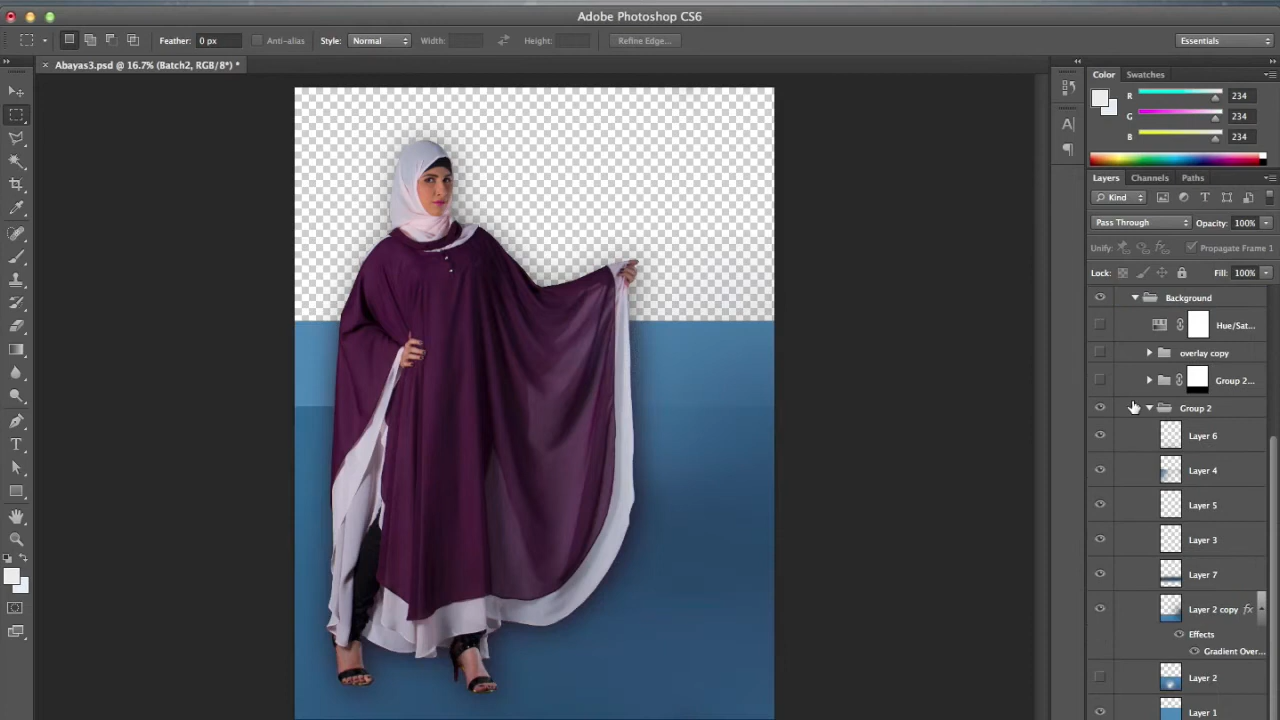 Adobe Photoshop CS6
Feather: 0 px Anti-alias Style: Normal Width: Height: Refine Edge... Essentials
Abayas3.psd @ 16.7% (Batch2, RGB/8*) *
Color Swatches
R 234
G 234
B 234
Layers Channels Paths
Kind
Pass Through Opacity: 100%
Unify: Propagate Frame 1
Lock: Fill: 100%
Background
Hue/Sat...
overlay copy
Group 2...
Group 2
Layer 6
Layer 4
Layer 5
Layer 3
Layer 7
Layer 2 copy fx
Effects
Gradient Over...
Layer 2
Layer 1